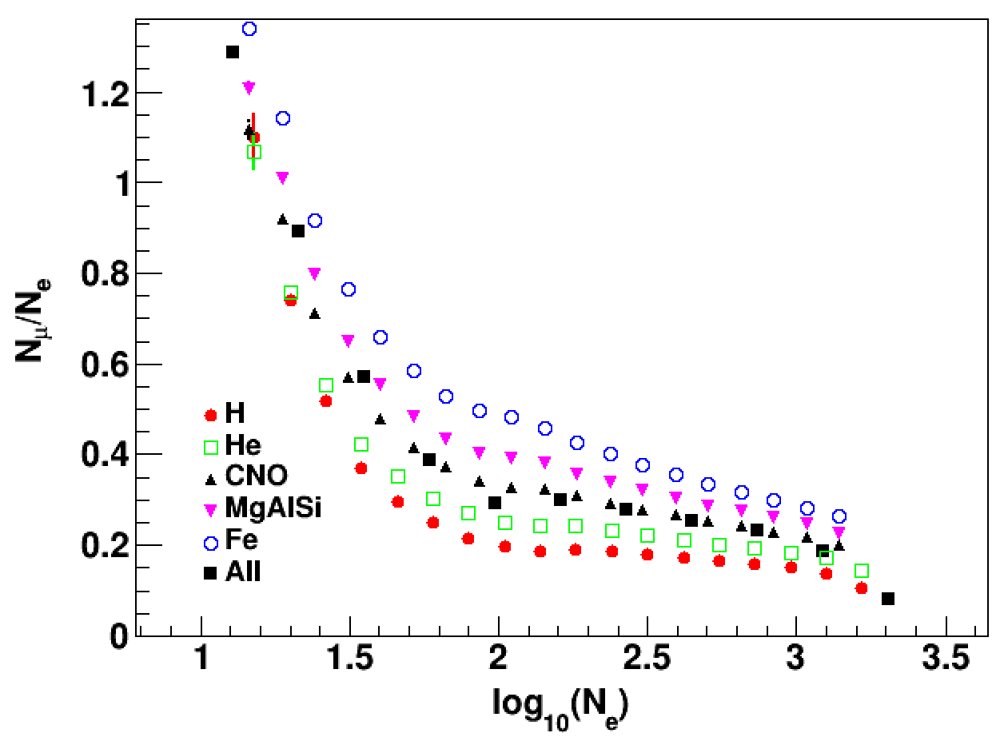 1.2
1
0.8
0.6
0.4
0.2
0
Nμ/Ne
H
He
CNO
MgAlSi
Fe
All
1 1.5 2 2.5 3 3.5
log10(Ne)